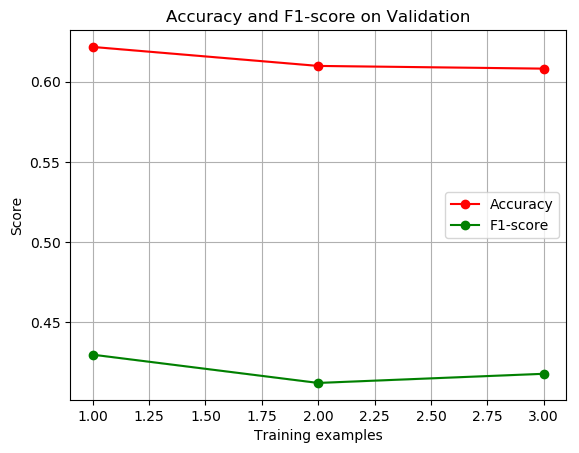 Accuracy and F1-score on Validation
Score
0.60
0.55
0.50
0.45
Accuracy
F1-score
1.00 1.25 1.50 1.75 2.00 2.25 2.50 2.75 3.00
Training examples